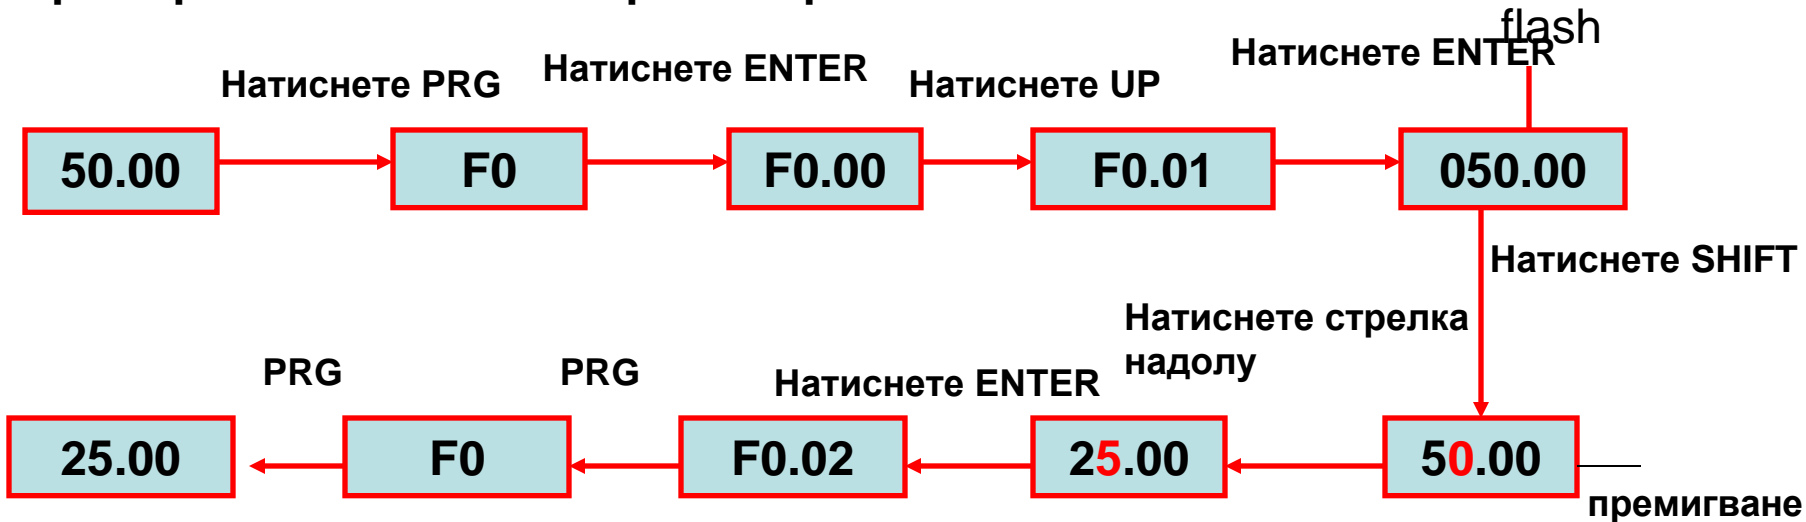 flash
Натиснете PRG
Натиснете ENTER
Натиснете UP
Натиснете ENTER
50.00
F0
F0.00
F0.01
050.00
Натиснете SHIFT
Натиснете стрелка
надолу
PRG
PRG
Натиснете ENTER
25.00
F0
F0.02
25.00
50.00
премигване